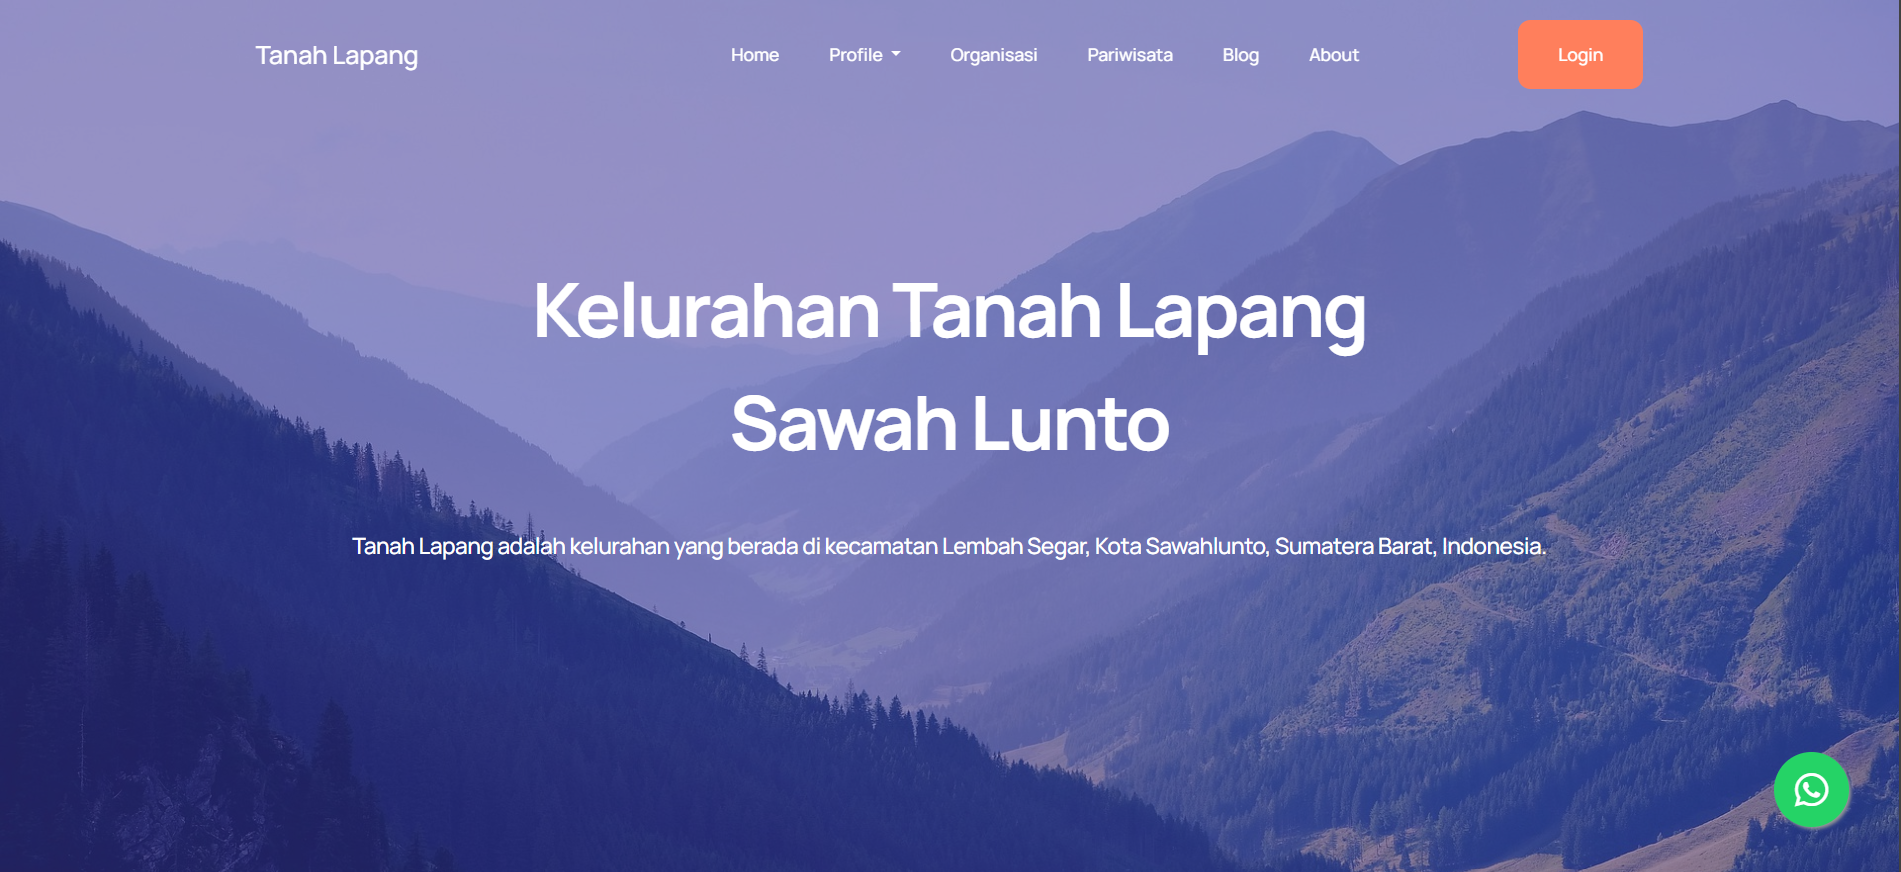 Tanah Lapang
Home Profile Organisasi Pariwisata Blog About
Login
Kelurahan Tanah Lapang
Sawah Lunto
Tanah Lapang adalah kelurahan yang berada di kecamatan Lembah Segar, Kota Sawahlunto, Sumatera Barat, Indonesia.